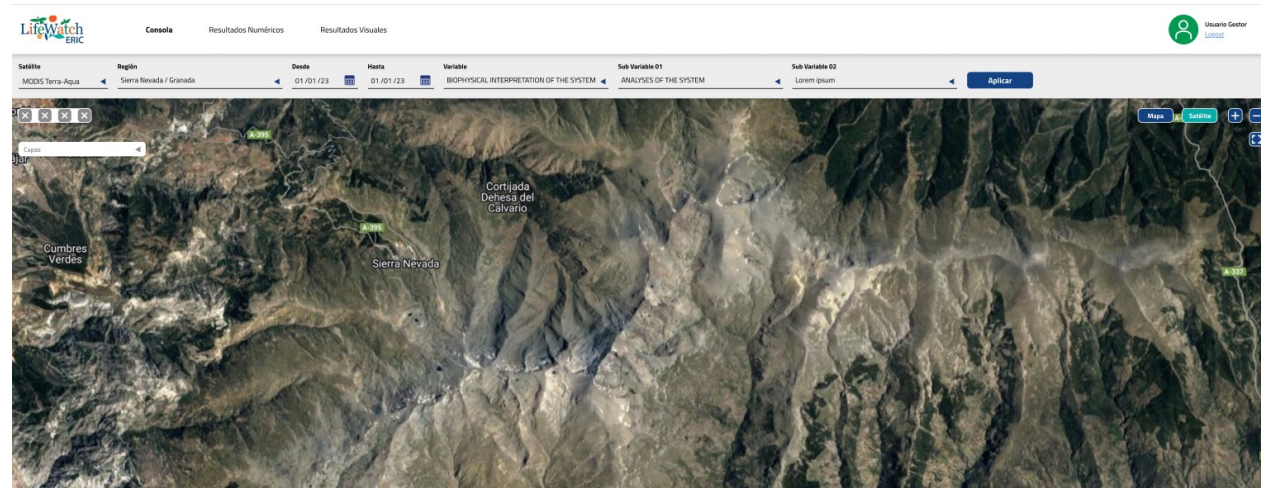 LifeWatch
ERIC
Consola
Resultados Numéricos
Resultados Visuales
Usuario Gestor
Logout
Satélite
Región
Desde
Hasta
Variable
Sub Variable 01
Sub Variable 02
MODIS Terra-Aqua
Sierra Nevada / Granada
01 /01 /23
01 /01 /23
BIOPHYSICAL INTERPRETATION OF THE SYSTEM
ANALYSES OF THE SYSTEM
Lorem ipsum
Aplicar
Mapa
Satélite
Capas
A-395
Cortijada
Dehesa del
Calvario
A-395
Cumbres
Verdes
Sierra Nevada
A-337